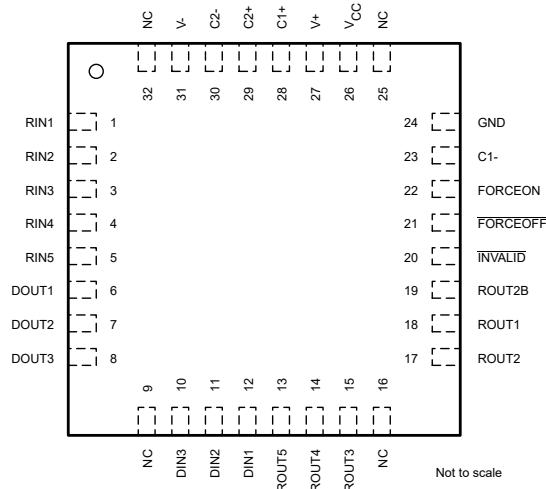 NC V- C2- C2+ C1+ V+ VCC NC
32 31 30 29 28 27 26 25
RIN1 1 24 GND
RIN2 2 23 C1-
RIN3 3 22 FORCEON
RIN4 4 21 FORCEOFF
RIN5 5 20 INVALID
DOUT1 6 19 ROUT2B
DOUT2 7 18 ROUT1
DOUT3 8 17 ROUT2
9 10 11 12 13 14 15 16
NC DIN3 DIN2 DIN1 ROUT5 ROUT4 ROUT3 NC
Not to scale